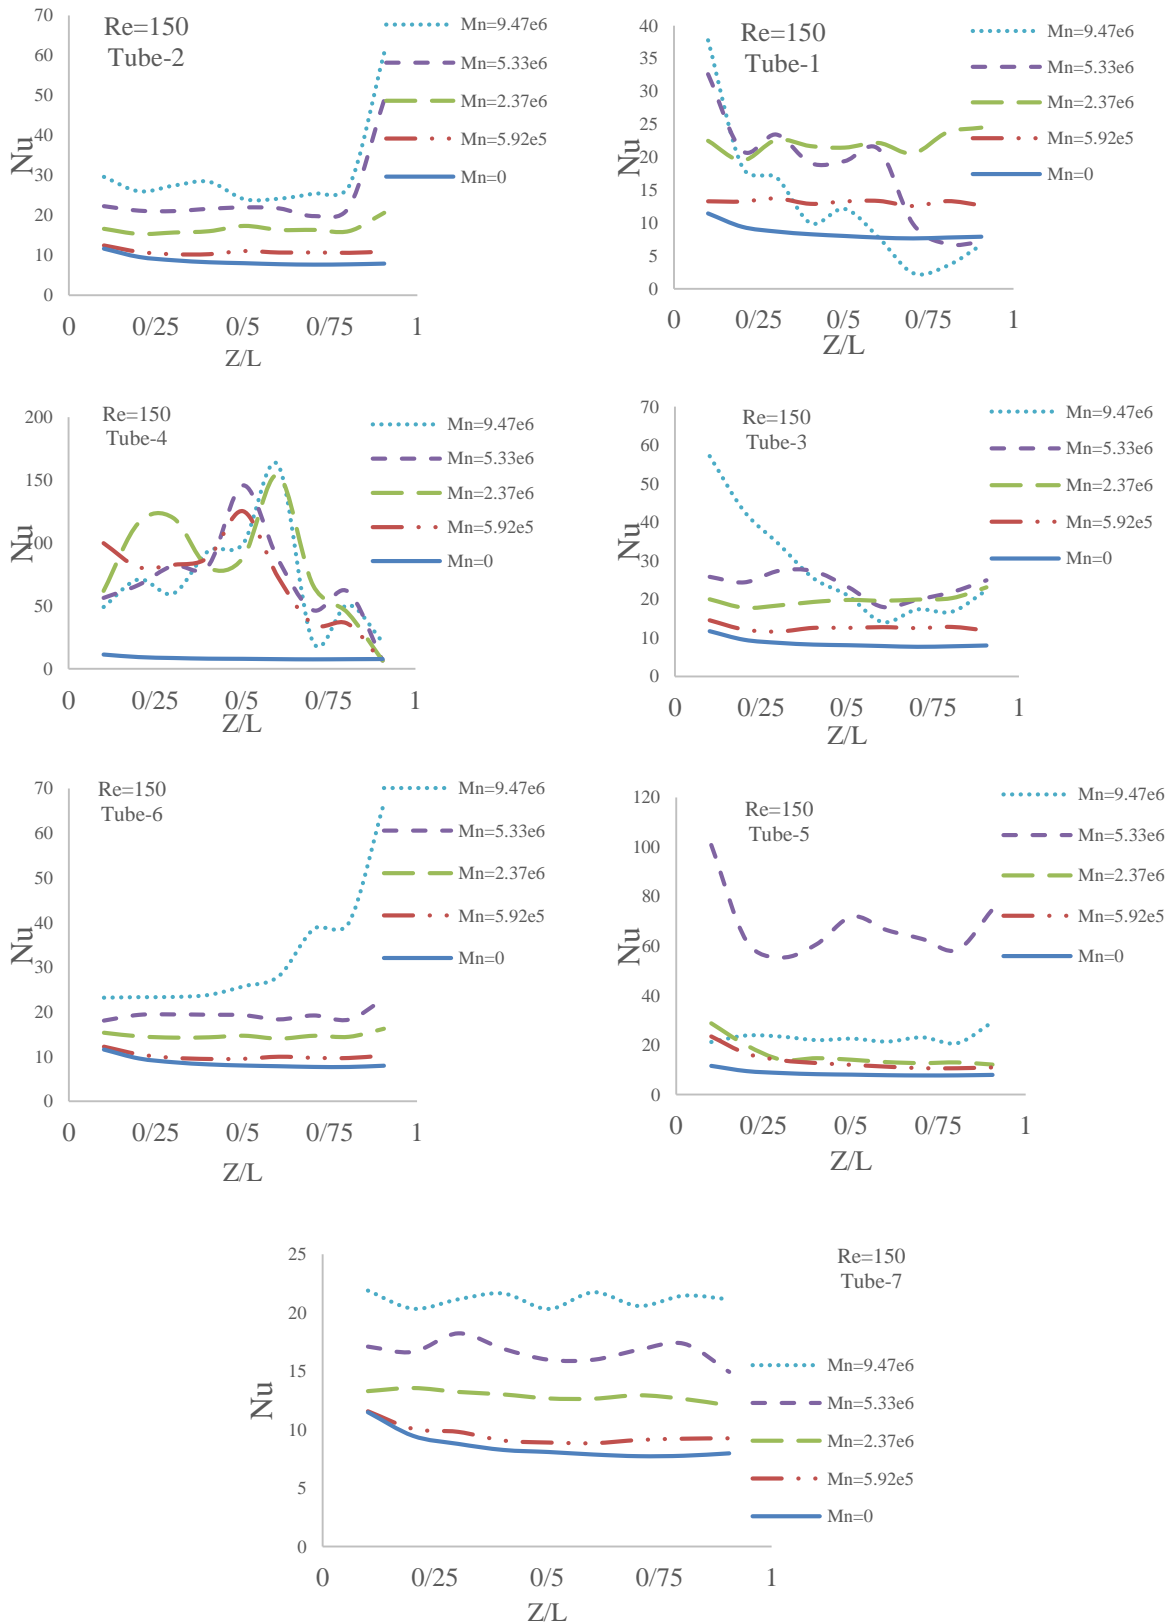 Re=150
Tube-2
Nu
70
60
50
40
30
20
10
0
0 0/25 0/5 0/75 1
Z/L
Mn=9.47e6
Mn=5.33e6
Mn=2.37e6
Mn=5.92e5
Mn=0
Re=150
Tube-1
Nu
40
35
30
25
20
15
10
5
0
0 0/25 0/5 0/75 1
Z/L
Mn=9.47e6
Mn=5.33e6
Mn=2.37e6
Mn=5.92e5
Mn=0
Re=150
Tube-4
Nu
200
150
100
50
0
0 0/25 0/5 0/75 1
Z/L
Mn=9.47e6
Mn=5.33e6
Mn=2.37e6
Mn=5.92e5
Mn=0
Re=150
Tube-3
Nu
70
60
50
40
30
20
10
0
0 0/25 0/5 0/75 1
Z/L
Mn=9.47e6
Mn=5.33e6
Mn=2.37e6
Mn=5.92e5
Mn=0
Re=150
Tube-6
Nu
70
60
50
40
30
20
10
0
0 0/25 0/5 0/75 1
Z/L
Mn=9.47e6
Mn=5.33e6
Mn=2.37e6
Mn=5.92e5
Mn=0
Re=150
Tube-5
Nu
120
100
80
60
40
20
0
0 0/25 0/5 0/75 1
Z/L
Mn=9.47e6
Mn=5.33e6
Mn=2.37e6
Mn=5.92e5
Mn=0
Re=150
Tube-7
Nu
25
20
15
10
5
0
0 0/25 0/5 0/75 1
Z/L
Mn=9.47e6
Mn=5.33e6
Mn=2.37e6
Mn=5.92e5
Mn=0